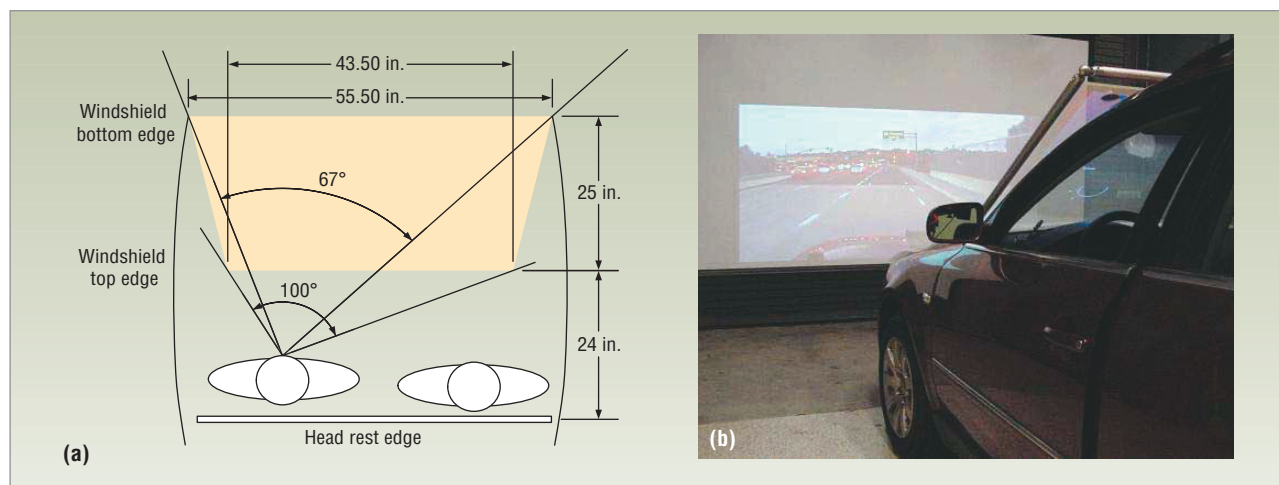 43.50 in.
55.50 in.
Windshield
bottom edge
67°
25 in.
Windshield
top edge
100°
24 in.
Head rest edge
(a)
(b)